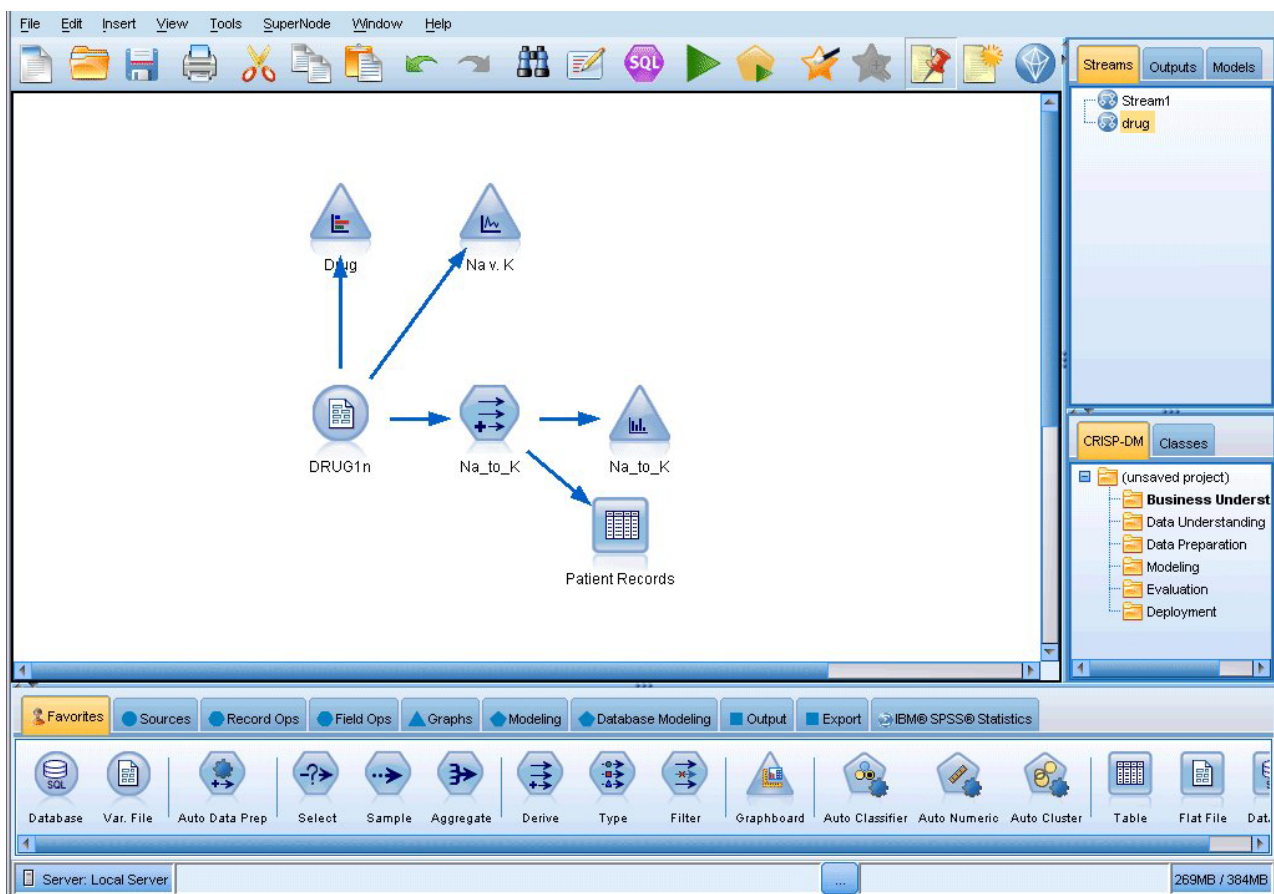 File Edit Insert View Tools SuperNode Window Help
SQL
Streams Outputs Models
Stream1
drug
Drug
Na v. K
DRUG1n
Na_to_K
Na_to_K
Patient Records
CRISP-DM Classes
(unsaved project)
Business Underst
Data Understanding
Data Preparation
Modeling
Evaluation
Deployment
Favorites Sources Record Ops Field Ops Graphs Modeling Database Modeling Output Export IBM® SPSS® Statistics
SQL
Database Var. File Auto Data Prep Select Sample Aggregate Derive Type Filter Graphboard Auto Classifier Auto Numeric Auto Cluster Table Flat File Dat
Server: Local Server ... 269MB / 384MB